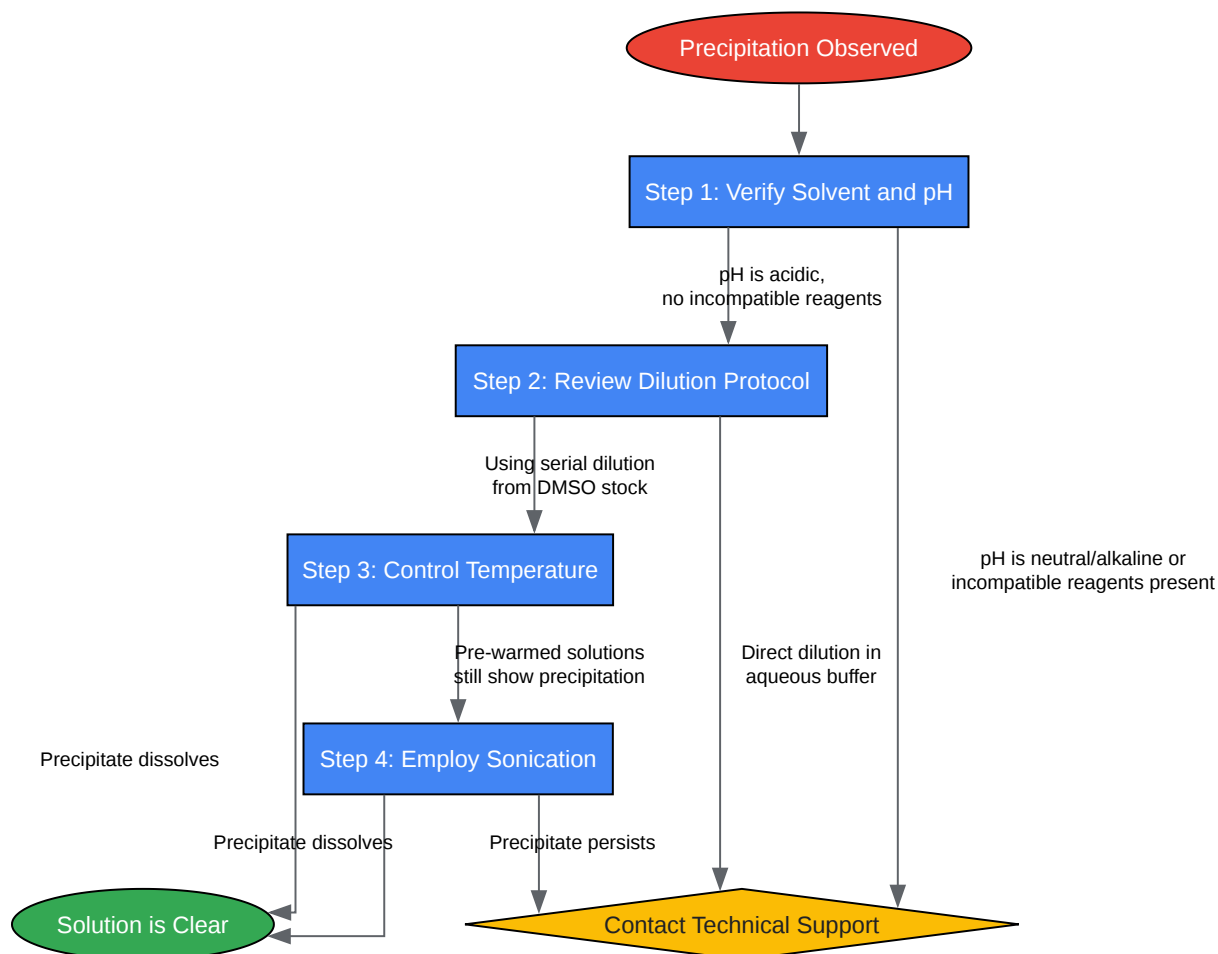 Precipitation Observed
Step 1: Verify Solvent and pH
pH is acidic,
no incompatible reagents
Step 2: Review Dilution Protocol
Using serial dilution
from DMSO stock
Step 3: Control Temperature
pH is neutral/alkaline or
incompatible reagents present
Pre-warmed solutions
still show precipitation
Direct dilution in
aqueous buffer
Step 4: Employ Sonication
Precipitate dissolves
Precipitate dissolves
Precipitate persists
Solution is Clear
Contact Technical Support